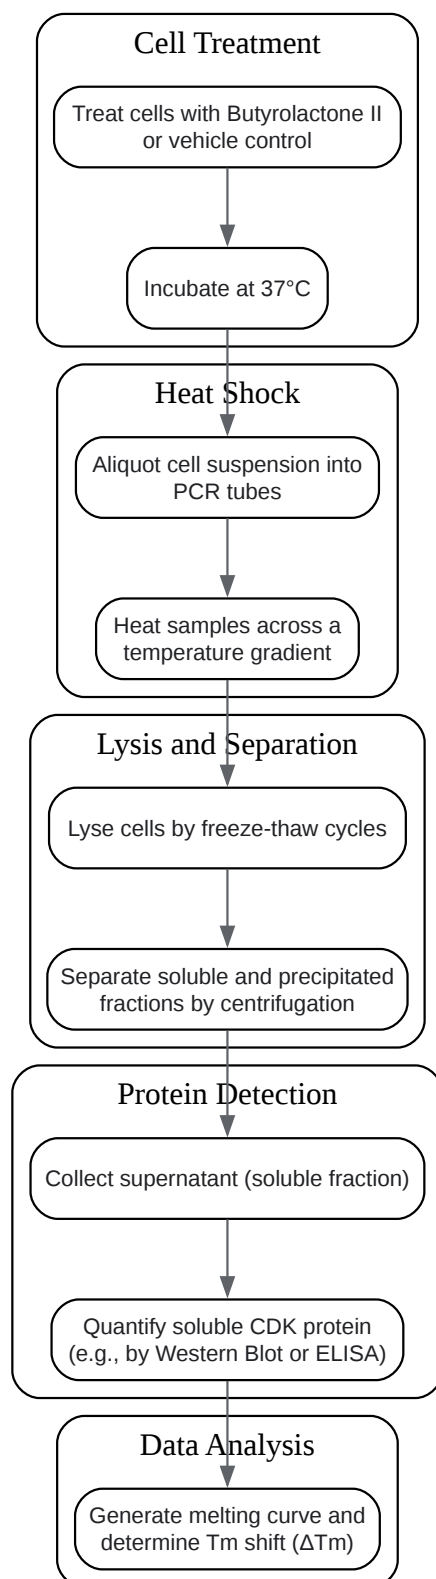 Cell Treatment
Treat cells with Butyrolactone II
or vehicle control
Incubate at 37°C
Heat Shock
Aliquot cell suspension into
PCR tubes
Heat samples across a
temperature gradient
Lysis and Separation
Lyse cells by freeze-thaw cycles
Separate soluble and precipitated
fractions by centrifugation
Protein Detection
Collect supernatant (soluble fraction)
Quantify soluble CDK protein
(e.g., by Western Blot or ELISA)
Data Analysis
Generate melting curve and
determine Tm shift (ΔTm)